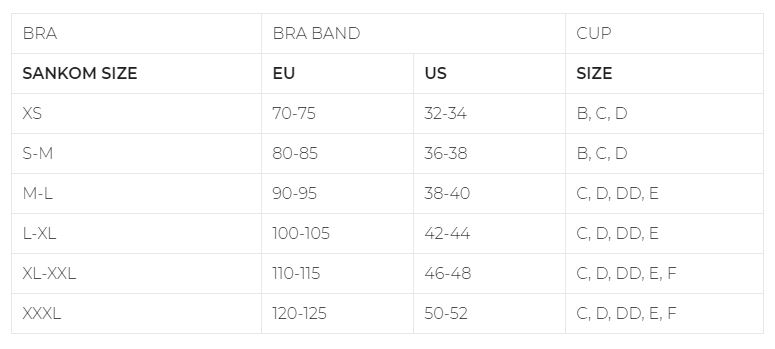 BRA BRA BAND CUP
SANKOM SIZE EU US SIZE
XS 70-75 32-34 B, C, D
S-M 80-85 36-38 B, C, D
M-L 90-95 38-40 C, D, DD, E
L-XL 100-105 42-44 C, D, DD, E
XL-XXL 110-115 46-48 C, D, DD, E, F
XXXL 120-125 50-52 C, D, DD, E, F